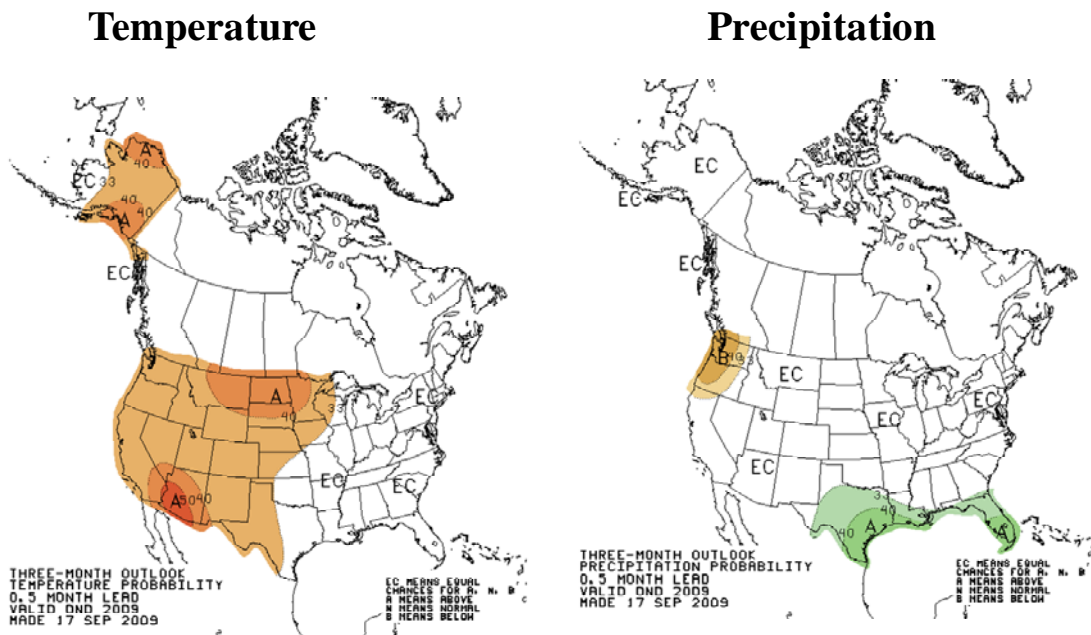 Temperature
Precipitation
A
40
EC 33
40
40
A
EC
A
40
33
EC
EC
EC
A 50 40
THREE-MONTH OUTLOOK
TEMPERATURE PROBABILITY
0.5 MONTH LEAD
VALID OND 2009
MADE 17 SEP 2009
EC MEANS EQUAL
CHANCES FOR A, N, B
A MEANS ABOVE
N MEANS NORMAL
B MEANS BELOW
EC
EC
EC
B 40 33
EC
EC
EC
EC
33
40
A
40
A
THREE-MONTH OUTLOOK
PRECIPITATION PROBABILITY
0.5 MONTH LEAD
VALID OND 2009
MADE 17 SEP 2009
EC MEANS EQUAL
CHANCES FOR A, N, B
A MEANS ABOVE
N MEANS NORMAL
B MEANS BELOW